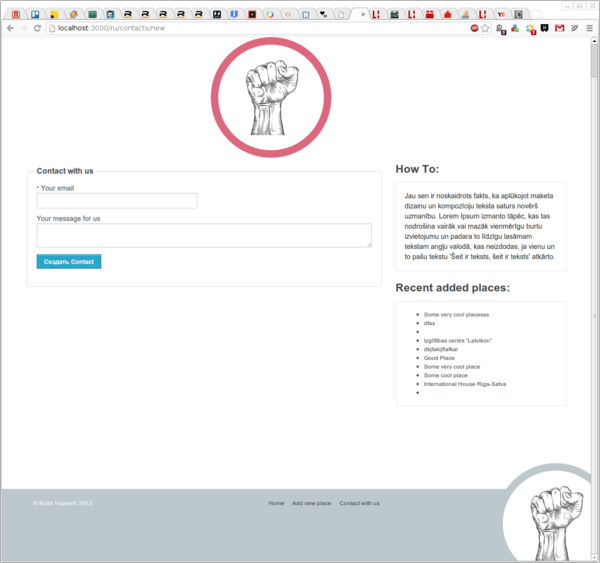 localhost:3000/ru/contacts/new
Contact with us
* Your email
Your message for us
Создать Contact
How To:
Jau sen ir noskaidrots fakts, ka aplūkojot maketa
dizainu un kompozīciju teksta saturs novērš
uzmanību. Lorem Ipsum izmanto tāpēc, kas tas
nodrošina vairāk vai mazāk vienmērīgu burtu
izvietojumu un padara to līdzīgu lasāmam
tekstam angļu valodā, kas neizdodas, ja vienu un
to pašu tekstu 'Šeit ir teksts, šeit ir teksts' atkārto.
Recent added places:
Some very cool placesss
dfas
Izglītības centrs "Latvikon"
Good Place
Some very cool place
Some cool place
International House Riga-Satva
© Build Yourself! 2013
Home Add new place Contact with us